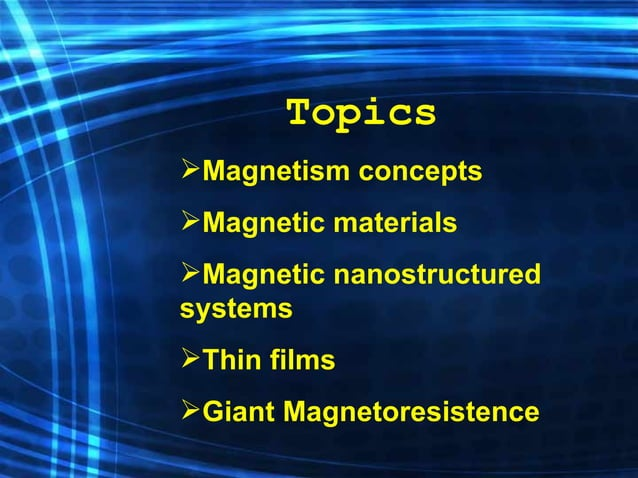 Topics
➢Magnetism concepts
➢Magnetic materials
➢Magnetic nanostructured
systems
➢Thin films
➢Giant Magnetoresistence